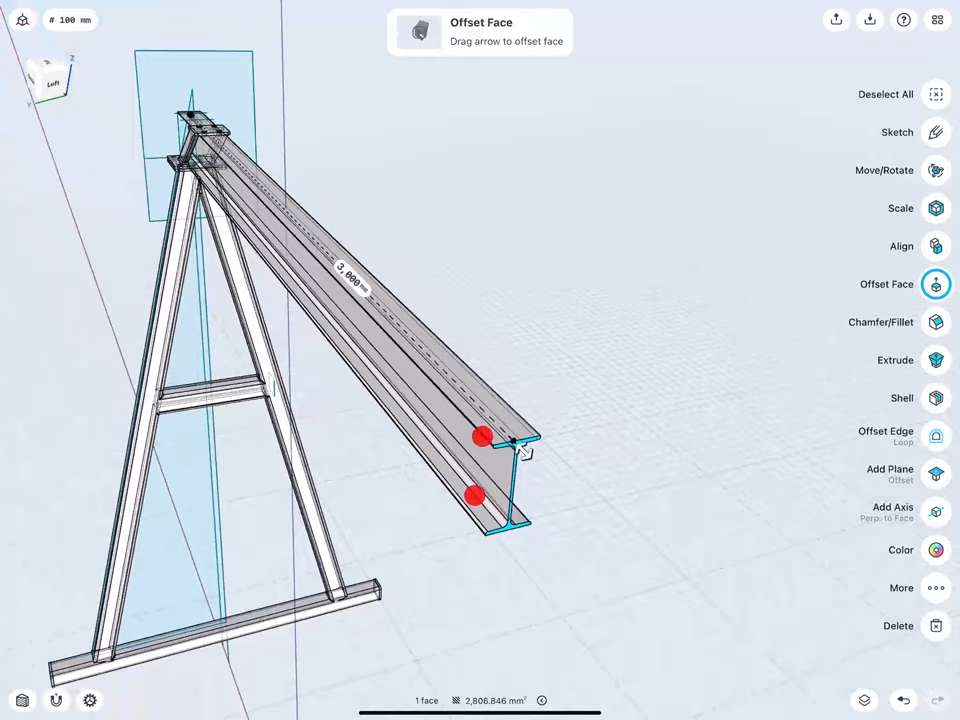 # 100 mm
Offset Face
Drag arrow to offset face
Z
Left
Y
Deselect All
Sketch
Move/Rotate
Scale
Align
Offset Face
Chamfer/Fillet
Extrude
Shell
Offset Edge
Loop
Add Plane
Offset
Add Axis
Perp. to Face
Color
More
Delete
3,000 mm
1 face
2,806.846 mm²